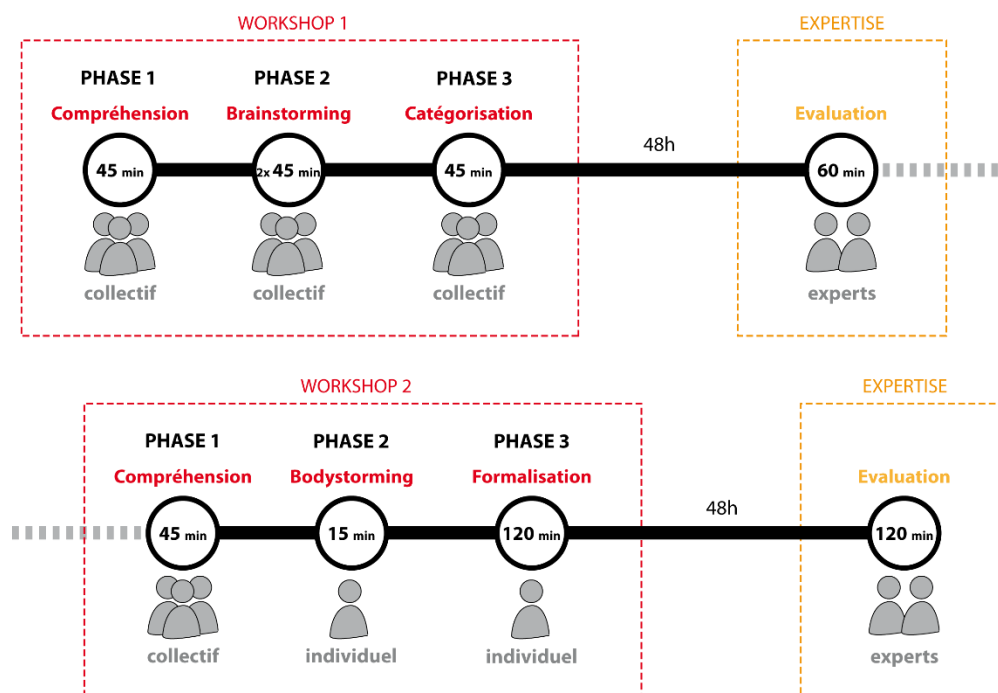 WORKSHOP 1
EXPERTISE
PHASE 1
PHASE 2
PHASE 3
Compréhension
Brainstorming
Catégorisation
Evaluation
45 min
2x 45 min
45 min
48h
60 min
collectif
collectif
collectif
experts
WORKSHOP 2
EXPERTISE
PHASE 1
PHASE 2
PHASE 3
Compréhension
Bodystorming
Formalisation
Evaluation
45 min
15 min
120 min
48h
120 min
collectif
individuel
individuel
experts